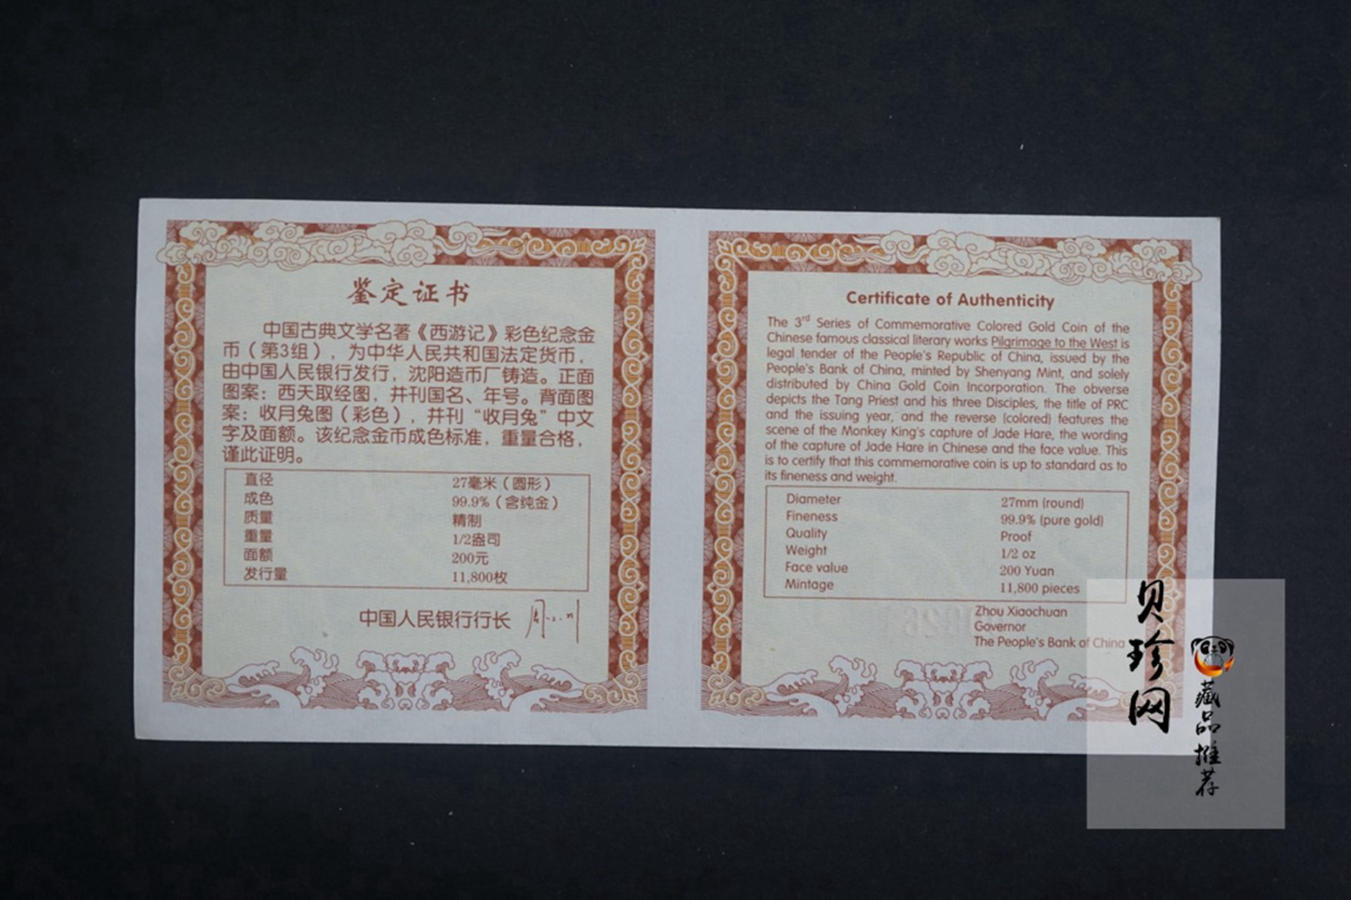 鉴定证书
中国古典文学名著《西游记》彩色纪念金
币（第3组），为中华人民共和国法定货币，
由中国人民银行发行，沈阳造币厂铸造。正面
图案：西天取经图，并刊国名、年号。背面图
案：收月兔图（彩色），并刊“收月兔”中文
字及面额。该纪念金币成色标准，重量合格，
谨此证明。
直径 27毫米（圆形）
成色 99.9%（含纯金）
质量 精制
重量 1/2盎司
面额 200元
发行量 11,800枚
中国人民银行行长
Certificate of Authenticity
The 3rd Series of Commemorative Colored Gold Coin of the
Chinese famous classical literary works Pilgrimage to the West is
legal tender of the People's Republic of China, issued by the
People's Bank of China, minted by Shenyang Mint, and solely
distributed by China Gold Coin Incorporation. The obverse
depicts the Tang Priest and his three Disciples, the title of PRC
and the issuing year, and the reverse (colored) features the
scene of the Monkey King's capture of Jade Hare, the wording
of the capture of Jade Hare in Chinese and the face value. This
is to certify that this commemorative coin is up to standard as to
its fineness and weight.
Diameter 27mm (round)
Fineness 99.9% (pure gold)
Quality Proof
Weight 1/2 oz
Face value 200 Yuan
Mintage 11,800 pieces
Zhou Xiaochuan
Governor
The People's Bank of China
贝珍网
藏品推荐